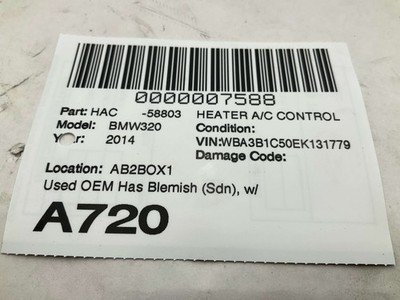 0000007588
Part: HAC -58803 HEATER A/C CONTROL
Model: BMW320 Condition:
Year: 2014 VIN:WBA3B1C50EK131779
Damage Code:
Location: AB2BOX1
Used OEM Has Blemish (Sdn), w/
A720